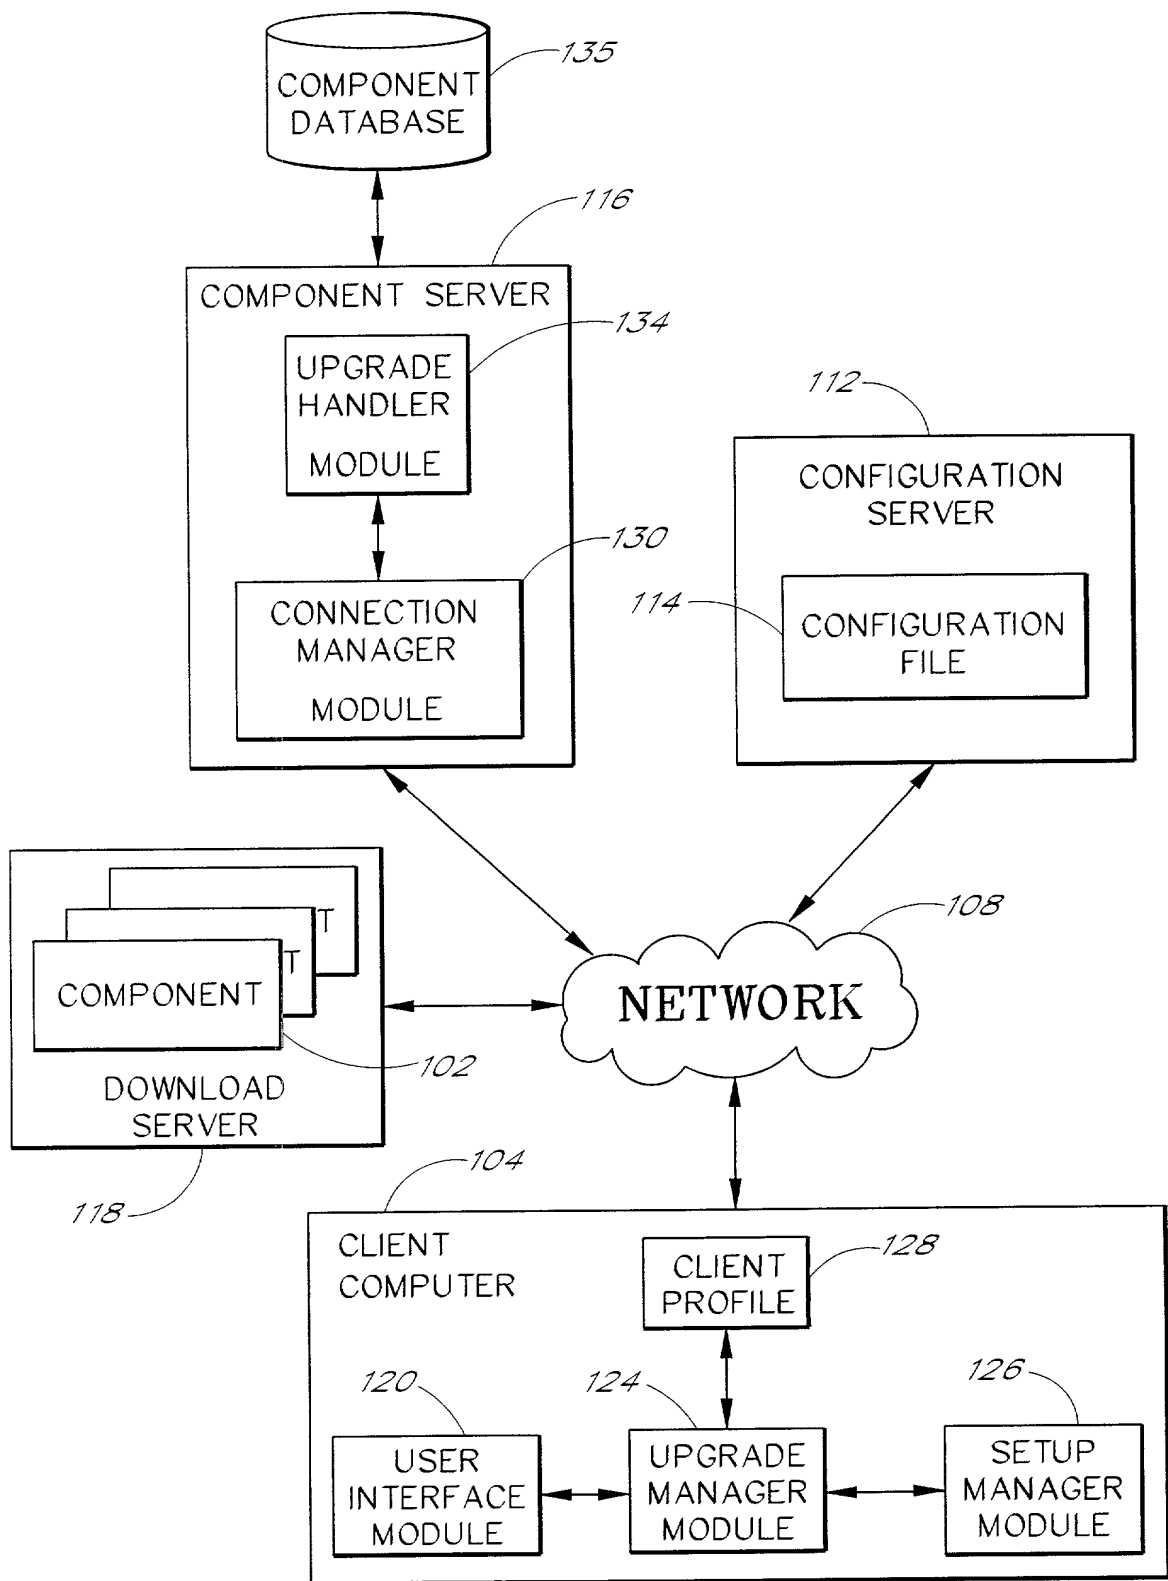 COMPONENT
DATABASE
135
116
COMPONENT SERVER
134
UPGRADE
HANDLER
MODULE
130
CONNECTION
MANAGER
MODULE
112
CONFIGURATION
SERVER
114
CONFIGURATION
FILE
T
T
COMPONENT
102
DOWNLOAD
SERVER
118
108
NETWORK
104
CLIENT
COMPUTER
128
CLIENT
PROFILE
120
USER
INTERFACE
MODULE
124
UPGRADE
MANAGER
MODULE
126
SETUP
MANAGER
MODULE